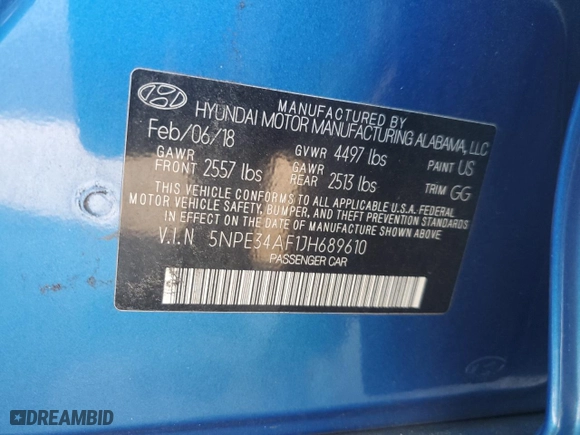 MANUFACTURED BY
HYUNDAI MOTOR MANUFACTURING ALABAMA, LLC
Feb/06/18 GVWR 4497 lbs PAINT US
GAWR FRONT 2557 lbs GAWR REAR 2513 lbs TRIM GG
THIS VEHICLE CONFORMS TO ALL APPLICABLE U.S.A. FEDERAL
MOTOR VEHICLE SAFETY, BUMPER, AND THEFT PREVENTION STANDARDS
IN EFFECT ON THE DATE OF MANUFACTURE SHOWN ABOVE.
V.I.N 5NPE34AF1JH689610
PASSENGER CAR
DREAMBID